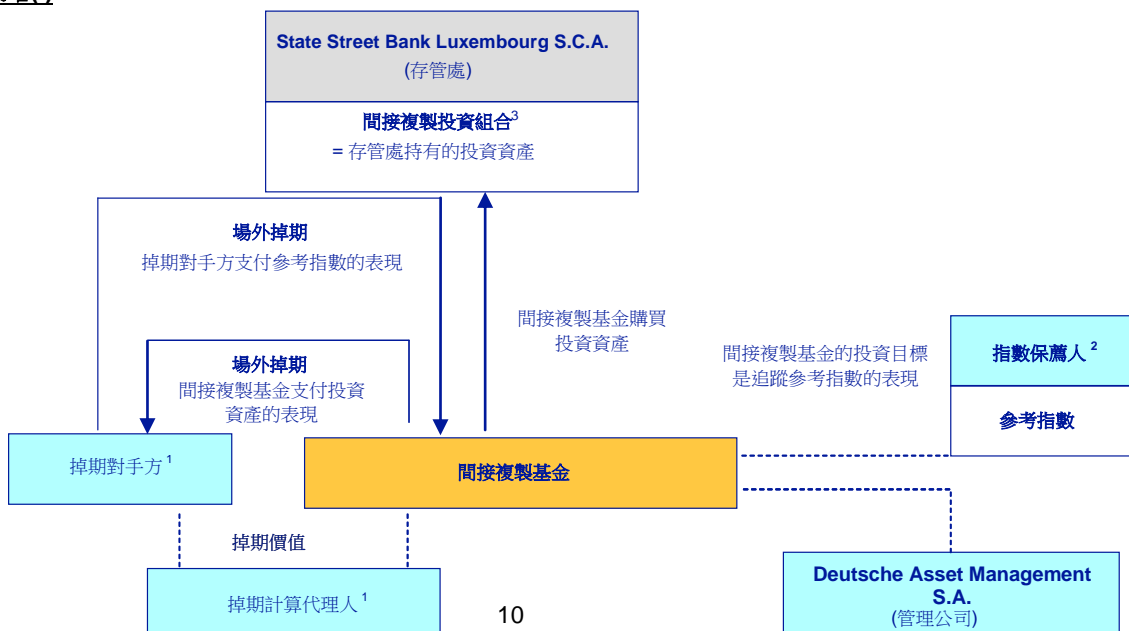 State Street Bank Luxembourg S.C.A.
(存管處)
間接複製投資組合3
= 存管處持有的投資資產
場外掉期
掉期對手方支付參考指數的表現
間接複製基金購買
投資資產
場外掉期
間接複製基金支付投資
資產的表現
間接複製基金的投資目標
是追蹤參考指數的表現
指數保薦人 2
參考指數
掉期對手方 1
間接複製基金
掉期價值
掉期計算代理人 1
Deutsche Asset Management
S.A.
(管理公司)
10